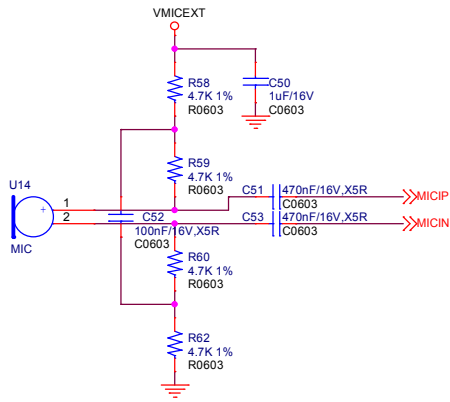 VMICEXT
R58
4.7K 1%
R0603
C50
1uF/16V
C0603
R59
4.7K 1%
R0603
U14
1
2
+
MIC
C51
470nF/16V,X5R
C0603
MICIP
C52
100nF/16V,X5R
C0603
C53
470nF/16V,X5R
C0603
MICIN
R60
4.7K 1%
R0603
R62
4.7K 1%
R0603